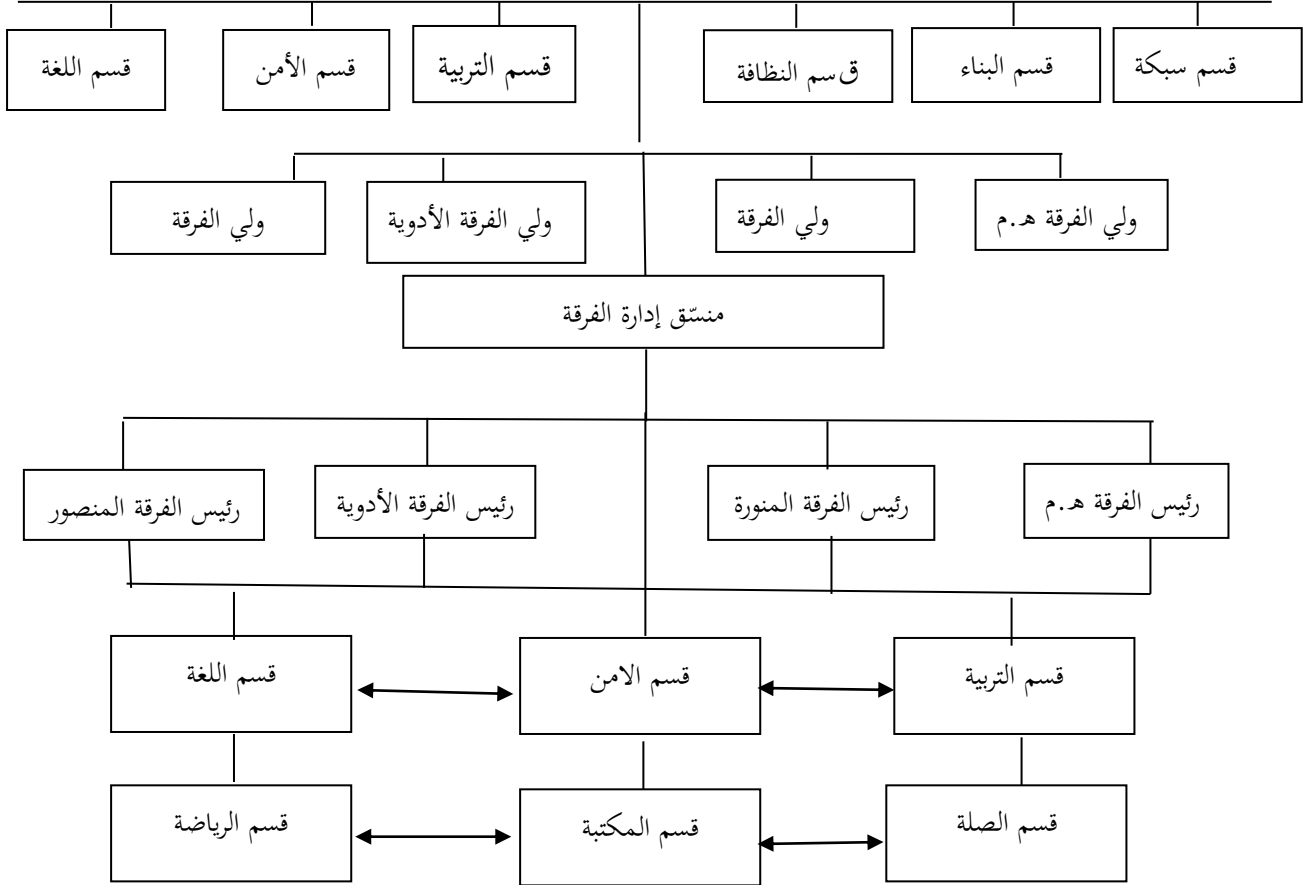 قسم سبكة
قسم البناء
ق سم النظافة
قسم التربية
قسم الأمن
قسم اللغة
ولي الفرقة هـ.م
ولي الفرقة
ولي الفرقة الأدوية
ولي الفرقة
منسّق إدارة الفرقة
رئيس الفرقة هـ.م
رئيس الفرقة المنورة
رئيس الفرقة الأدوية
رئيس الفرقة المنصور
قسم التربية
قسم الامن
قسم اللغة
قسم الصلة
قسم المكتبة
قسم الرياضة